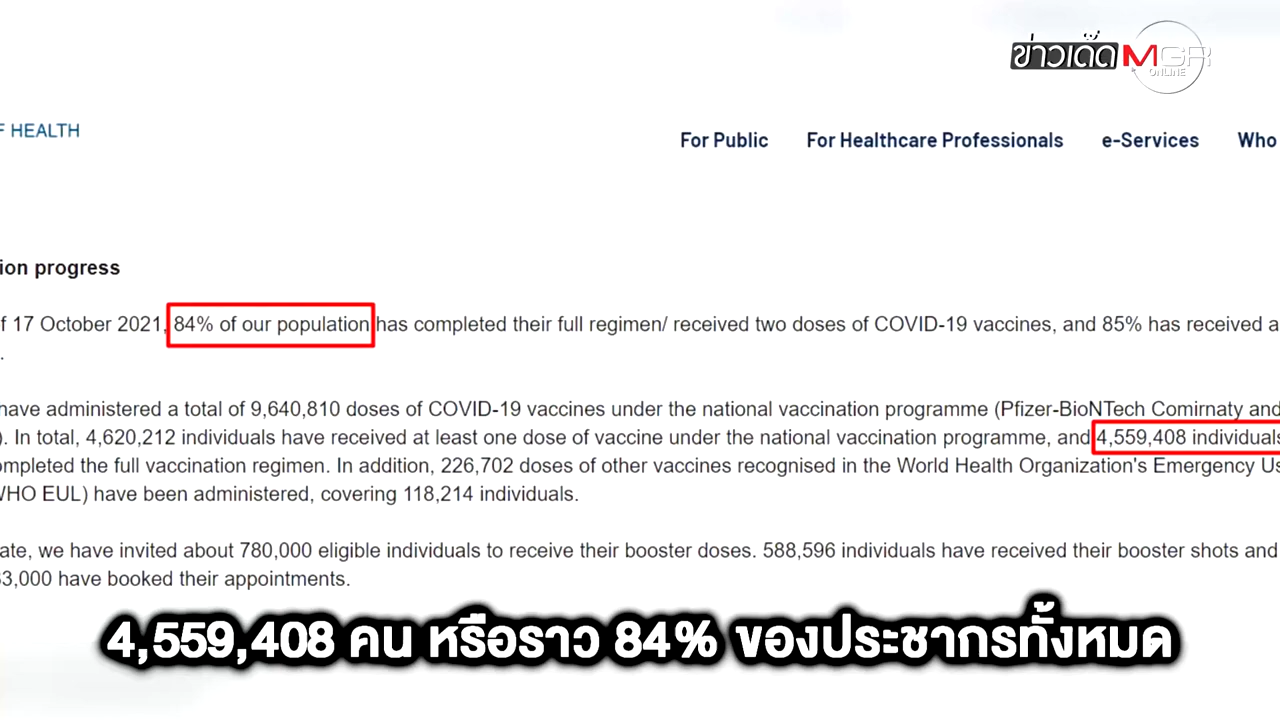 ข่าวเด็ด MGR
ONLINE
F HEALTH
For Public For Healthcare Professionals e-Services Who
ion progress
f 17 October 2021, 84% of our population has completed their full regimen/ received two doses of COVID-19 vaccines, and 85% has received a
.
have administered a total of 9,640,810 doses of COVID-19 vaccines under the national vaccination programme (Pfizer-BioNTech Comirnaty and
). In total, 4,620,212 individuals have received at least one dose of vaccine under the national vaccination programme, and 4,559,408 individuals
ompleted the full vaccination regimen. In addition, 226,702 doses of other vaccines recognised in the World Health Organization's Emergency Us
WHO EUL) have been administered, covering 118,214 individuals.
ate, we have invited about 780,000 eligible individuals to receive their booster doses. 588,596 individuals have received their booster shots and
3,000 have booked their appointments.
4,559,408 คน หรือราว 84% ของประชากรทั้งหมด